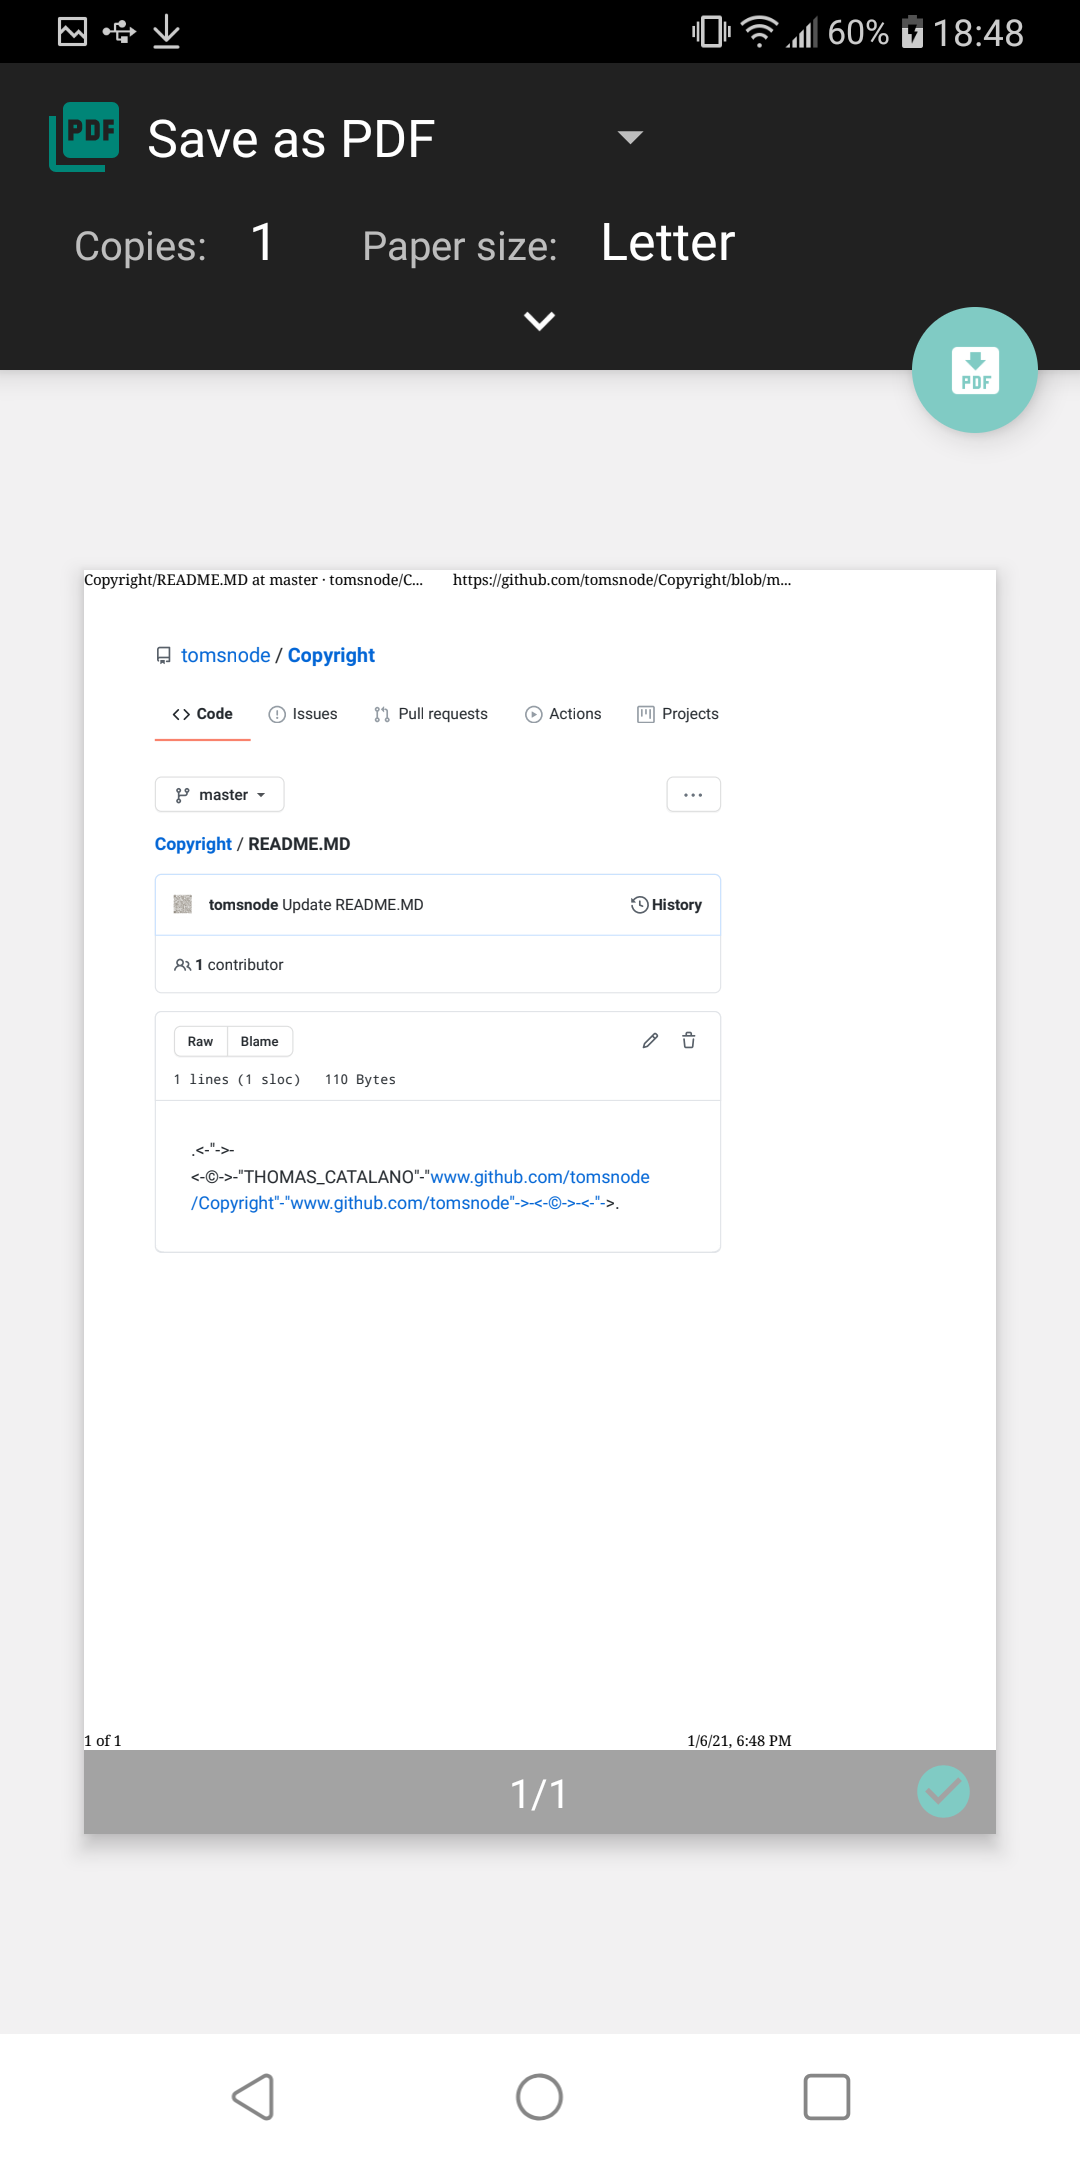 60% 18:48
PDF Save as PDF
Copies: 1 Paper size: Letter
PDF
Copyright/README.MD at master · tomsnode/C... https://github.com/tomsnode/Copyright/blob/m...
tomsnode / Copyright
<> Code Issues Pull requests Actions Projects
master ...
Copyright / README.MD
tomsnode Update README.MD History
1 contributor
Raw Blame
1 lines (1 sloc) 110 Bytes
.<-"->-
<-©->-"THOMAS_CATALANO"-"www.github.com/tomsnode
/Copyright"-"www.github.com/tomsnode"->-<-©->-<-"->.
1 of 1 1/6/21, 6:48 PM
1/1